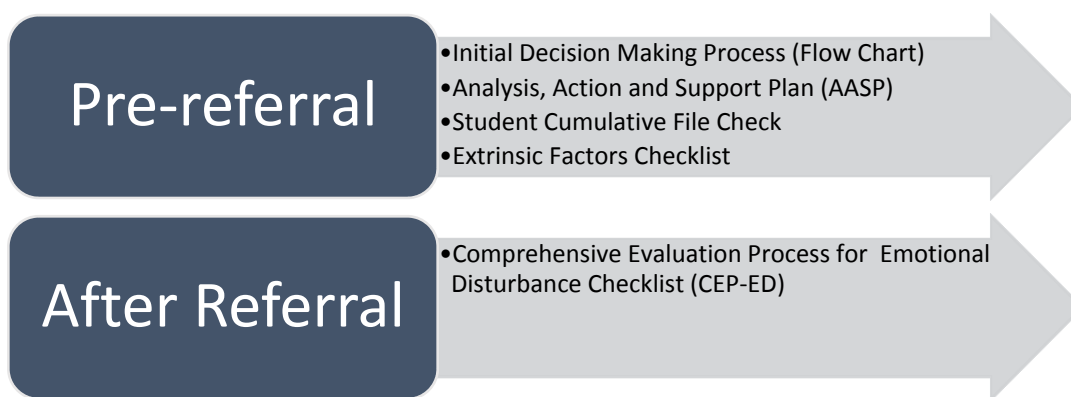 Pre-referral
•Initial Decision Making Process (Flow Chart)
•Analysis, Action and Support Plan (AASP)
•Student Cumulative File Check
•Extrinsic Factors Checklist
After Referral
•Comprehensive Evaluation Process for Emotional
Disturbance Checklist (CEP-ED)